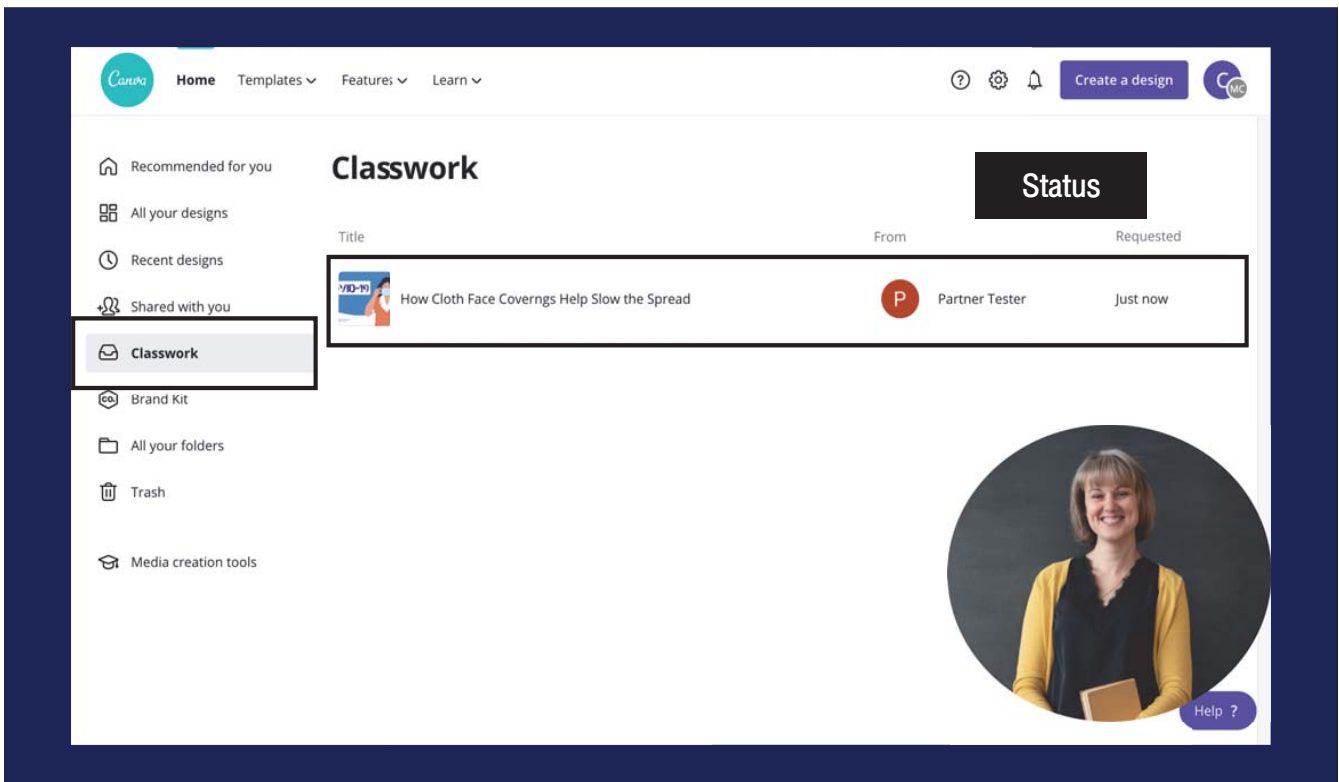 Canva Home Templates Features Learn Create a design C MC
Recommended for you
All your designs
Recent designs
Shared with you
Classwork
CO.
Brand Kit
All your folders
Trash
Media creation tools
Classwork
Status
Title From Requested
How Cloth Face Coverngs Help Slow the Spread P Partner Tester Just now
Help ?